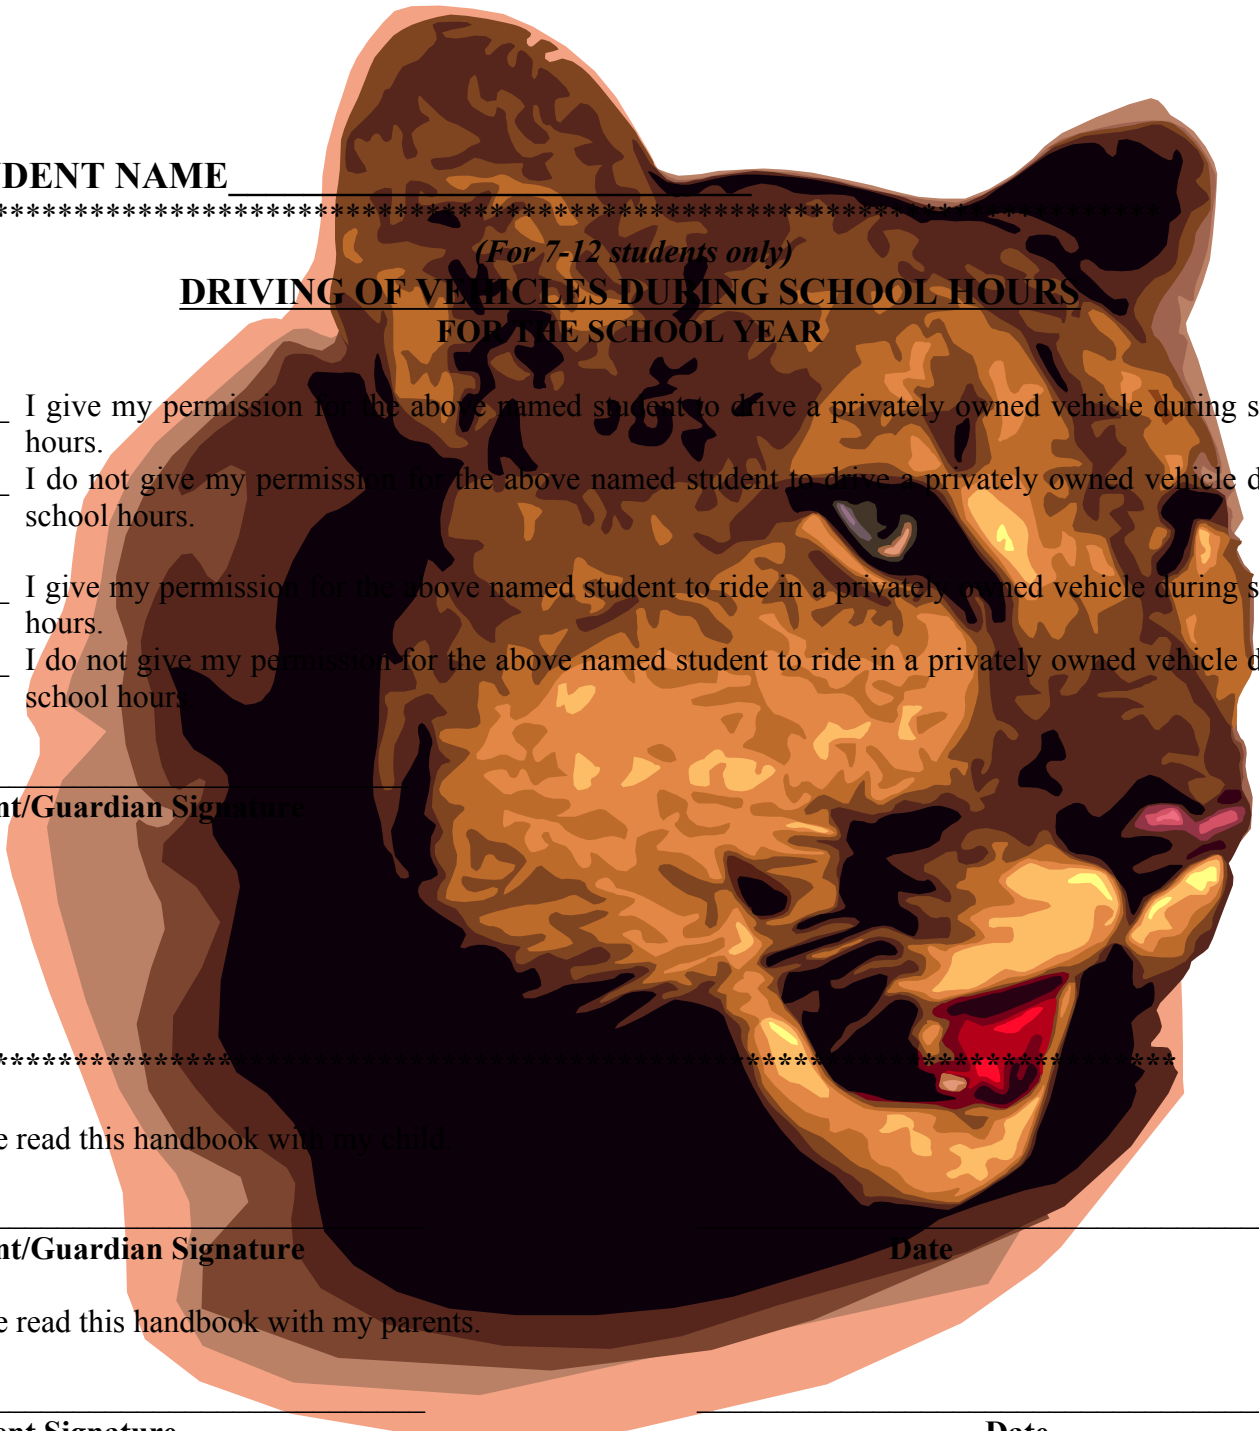 UDENT NAME____________________________
*************************************************************************
(For 7-12 students only)
DRIVING OF VEHICLES DURING SCHOOL HOURS
FOR THE SCHOOL YEAR
_ I give my permission for the above named student to drive a privately owned vehicle during s
hours.
_ I do not give my permission for the above named student to drive a privately owned vehicle d
school hours.
_ I give my permission for the above named student to ride in a privately owned vehicle during s
hours.
_ I do not give my permission for the above named student to ride in a privately owned vehicle d
school hours
nt/Guardian Signature
**************************************************************************
e read this handbook with my child.
nt/Guardian Signature Date
e read this handbook with my parents.
ent Signature Date